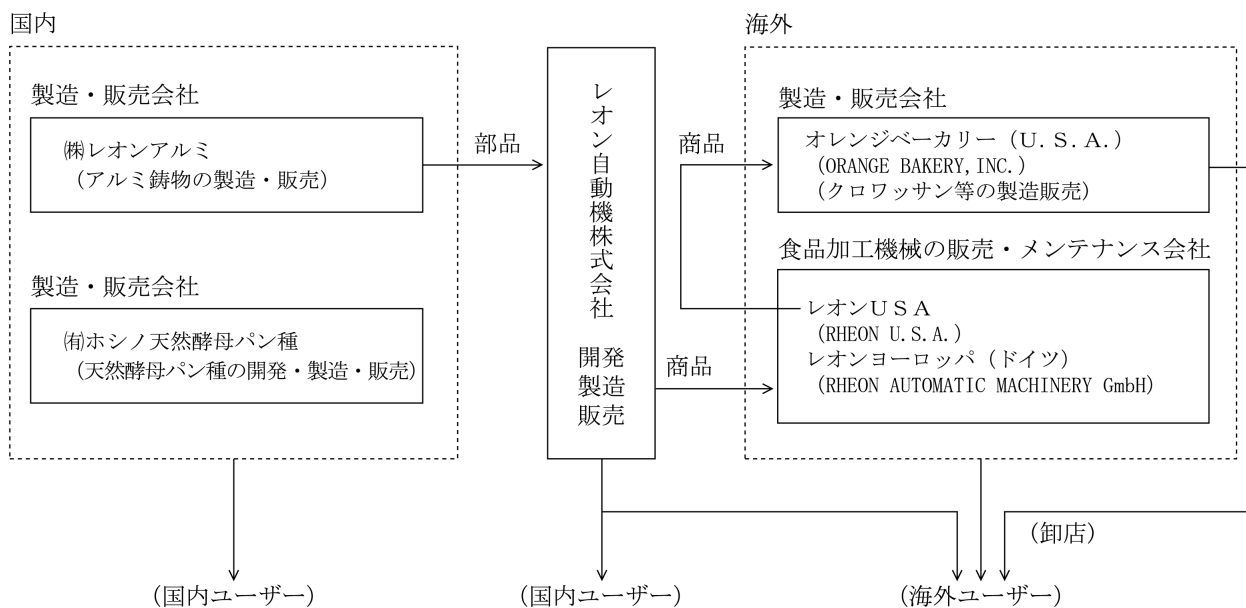 国内
製造・販売会社
㈱レオンアルミ
（アルミ鋳物の製造・販売）
製造・販売会社
㈲ホシノ天然酵母パン種
（天然酵母パン種の開発・製造・販売）
部品
レオン自動機株式会社
開発
製造
販売
商品
商品
海外
製造・販売会社
オレンジベーカリー（Ｕ．Ｓ．Ａ．）
（ORANGE BAKERY, INC.）
（クロワッサン等の製造販売）
食品加工機械の販売・メンテナンス会社
レオンＵＳＡ
（RHEON U.S.A.）
レオンヨーロッパ（ドイツ）
（RHEON AUTOMATIC MACHINERY GmbH）
（卸店）
（国内ユーザー）
（国内ユーザー）
（海外ユーザー）